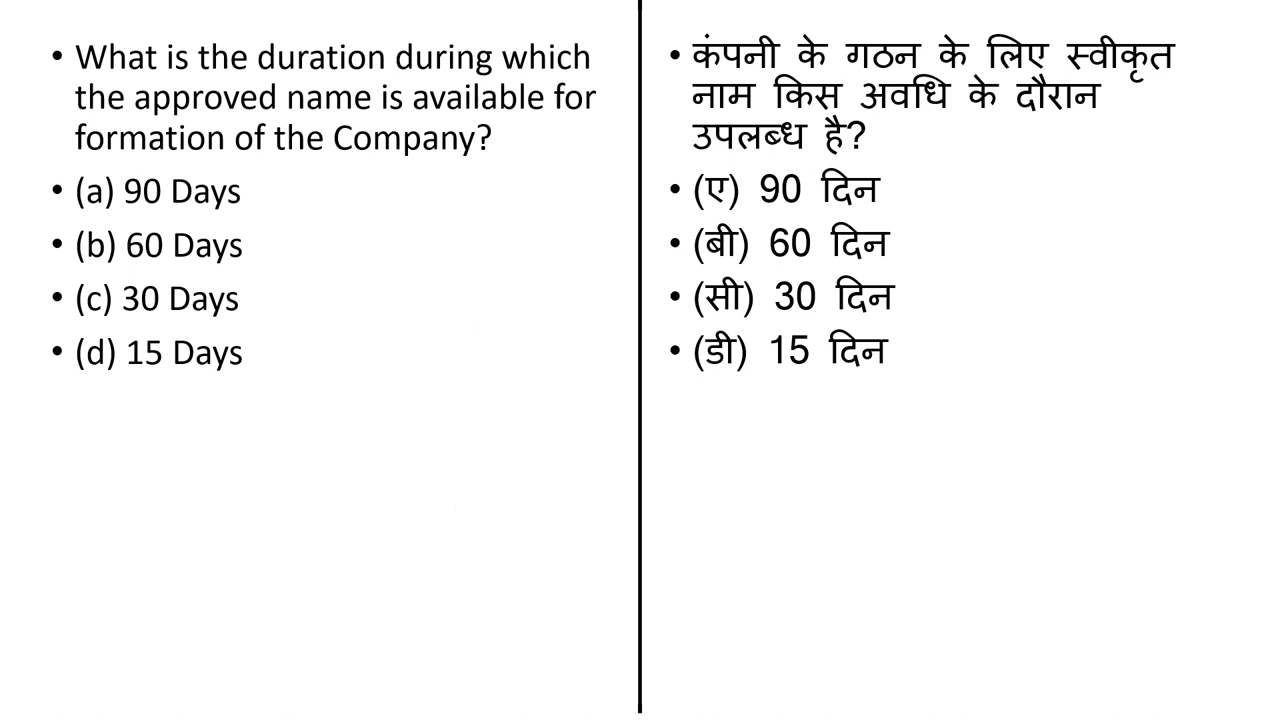 • What is the duration during which
the approved name is available for
formation of the Company?
• (a) 90 Days
• (b) 60 Days
• (c) 30 Days
• (d) 15 Days
• कंपनी के गठन के लिए स्वीकृत
नाम किस अवधि के दौरान
उपलब्ध है?
• (ए) 90 दिन
• (बी) 60 दिन
• (सी) 30 दिन
• (डी) 15 दिन